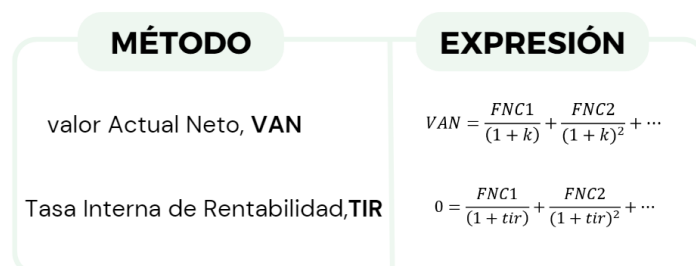 MÉTODO
EXPRESIÓN
valor Actual Neto, VAN
VAN = FNC1/(1 + k) + FNC2/(1 + k)² + ⋯
Tasa Interna de Rentabilidad,TIR
0 = FNC1/(1 + tir) + FNC2/(1 + tir)² + ⋯